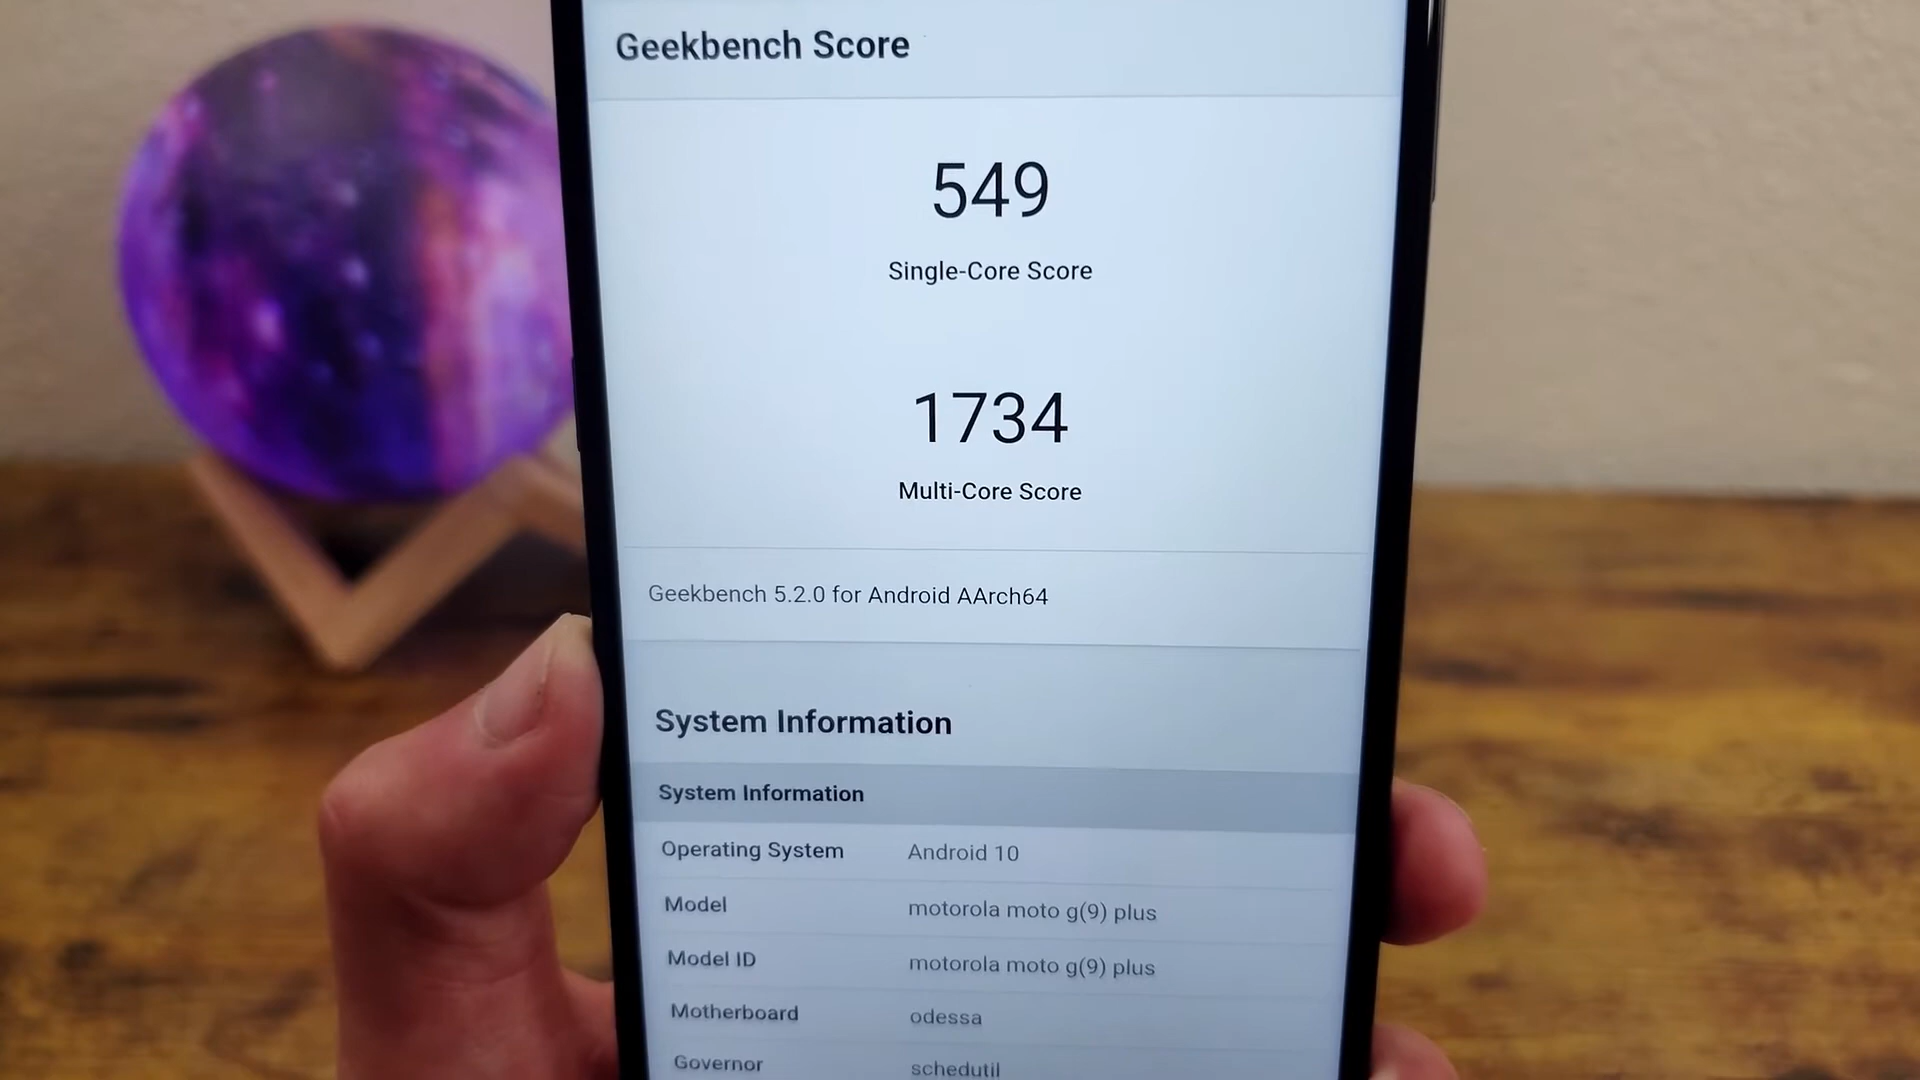 Geekbench Score
549
Single-Core Score
1734
Multi-Core Score
Geekbench 5.2.0 for Android AArch64
System Information
System Information
Operating System Android 10
Model motorola moto g(9) plus
Model ID motorola moto g(9) plus
Motherboard odessa
Governor schedutil